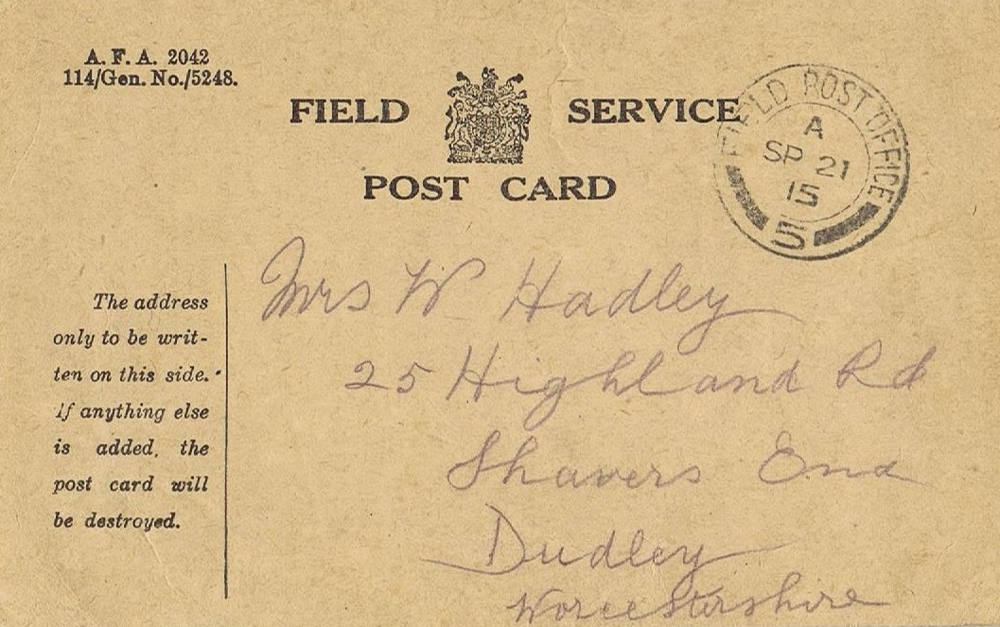 A. F. A. 2042
114/Gen. No./5248.
FIELD SERVICE
POST CARD
FIELD POST OFFICE
A
SP 21
15
5
The address
only to be writ-
ten on this side.
If anything else
is added, the
post card will
be destroyed.
Mrs W Hadley
25 Highland Rd
Shavers End
Dudley
Worcestershire